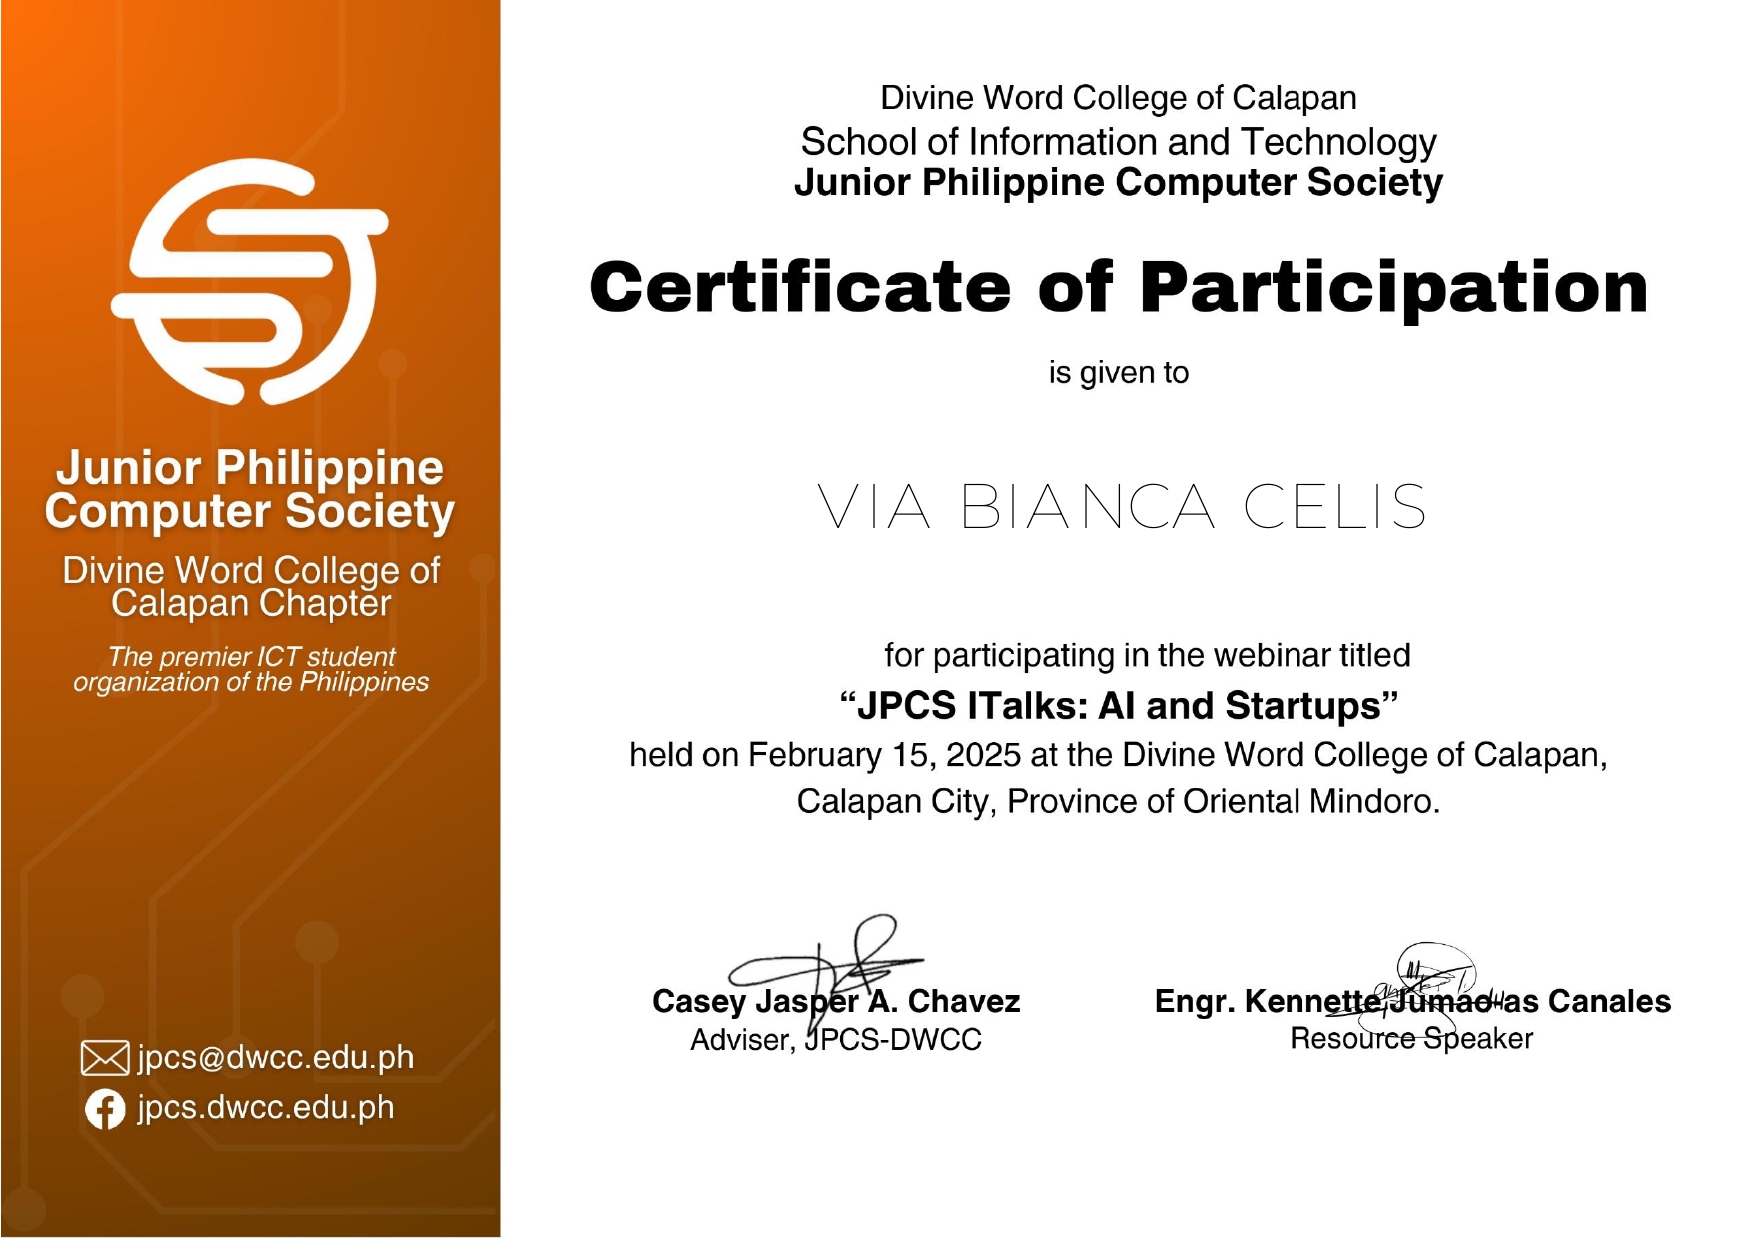 Junior Philippine
Computer Society
Divine Word College of
Calapan Chapter
The premier ICT student
organization of the Philippines
jpcs@dwcc.edu.ph
jpcs.dwcc.edu.ph
Divine Word College of Calapan
School of Information and Technology
Junior Philippine Computer Society
Certificate of Participation
is given to
VIA BIANCA CELIS
for participating in the webinar titled
“JPCS ITalks: AI and Startups”
held on February 15, 2025 at the Divine Word College of Calapan,
Calapan City, Province of Oriental Mindoro.
Casey Jasper A. Chavez
Adviser, JPCS-DWCC
Engr. Kennette Jumao-as Canales
Resource Speaker